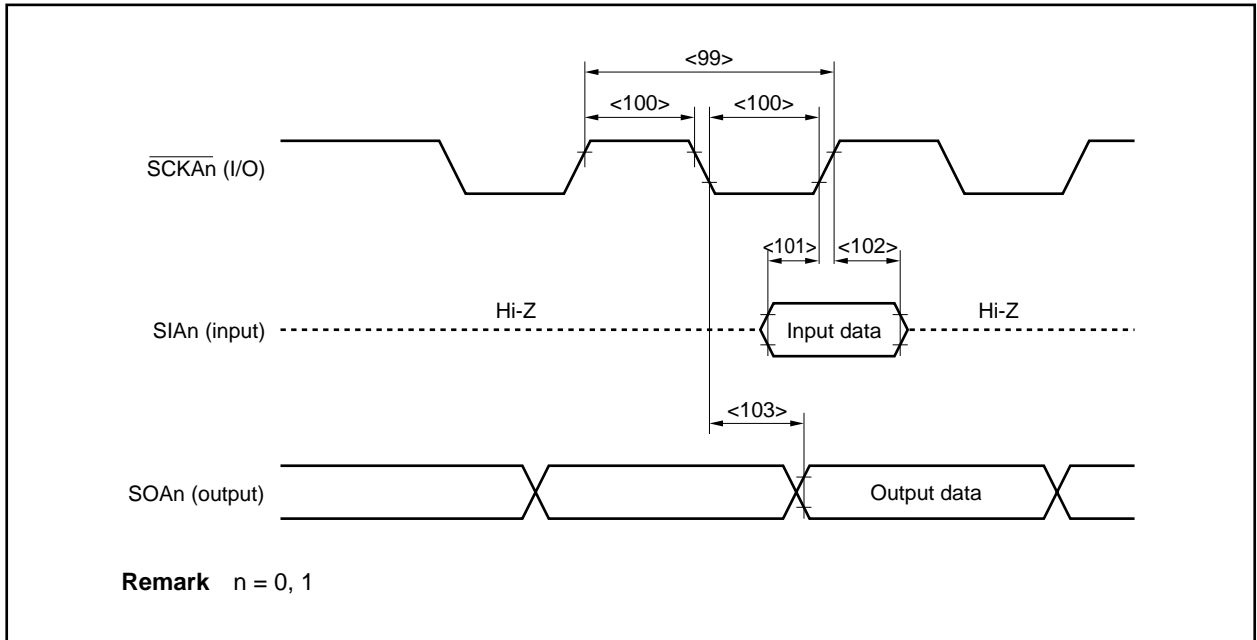 <99>
<100> <100>
SCKAn (I/O)
<101> <102>
Hi-Z Hi-Z
SIAn (input) Input data
<103>
SOAn (output) Output data
Remark n = 0, 1